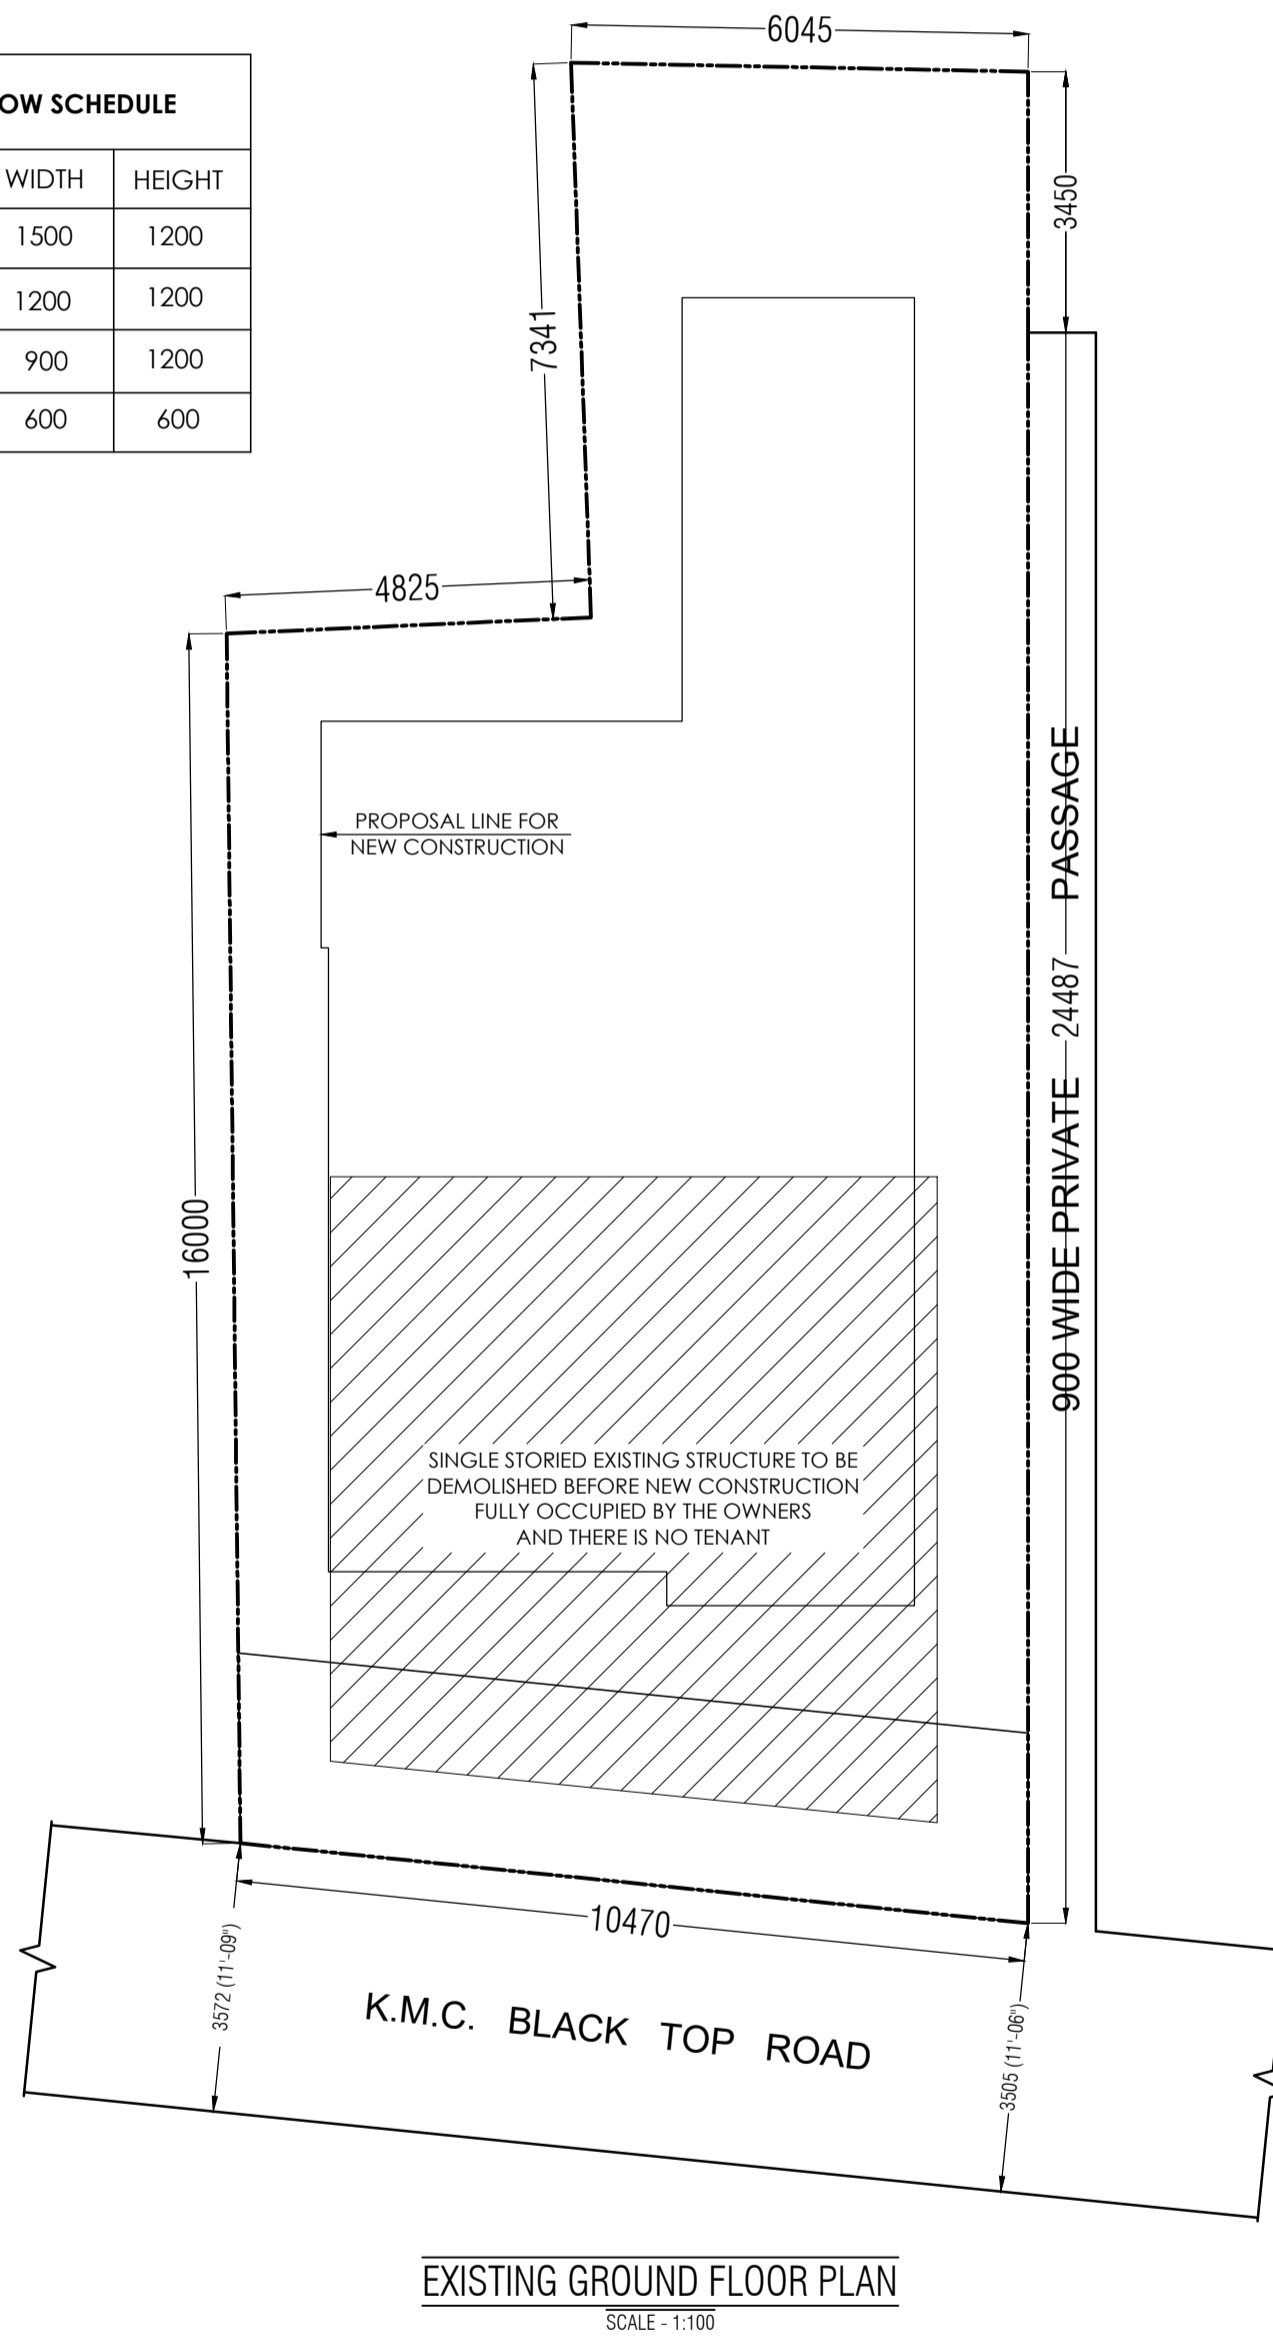 OW SCHEDULE
WIDTH HEIGHT
1500 1200
1200 1200
900 1200
600 600
6045
3450
7341
4825
PROPOSAL LINE FOR
NEW CONSTRUCTION
16000
900 WIDE PRIVATE 24487 PASSAGE
SINGLE STORIED EXISTING STRUCTURE TO BE
DEMOLISHED BEFORE NEW CONSTRUCTION
FULLY OCCUPIED BY THE OWNERS
AND THERE IS NO TENANT
10470
3572 (11'-09")
K.M.C. BLACK TOP ROAD
3505 (11'-06")
EXISTING GROUND FLOOR PLAN
SCALE - 1:100